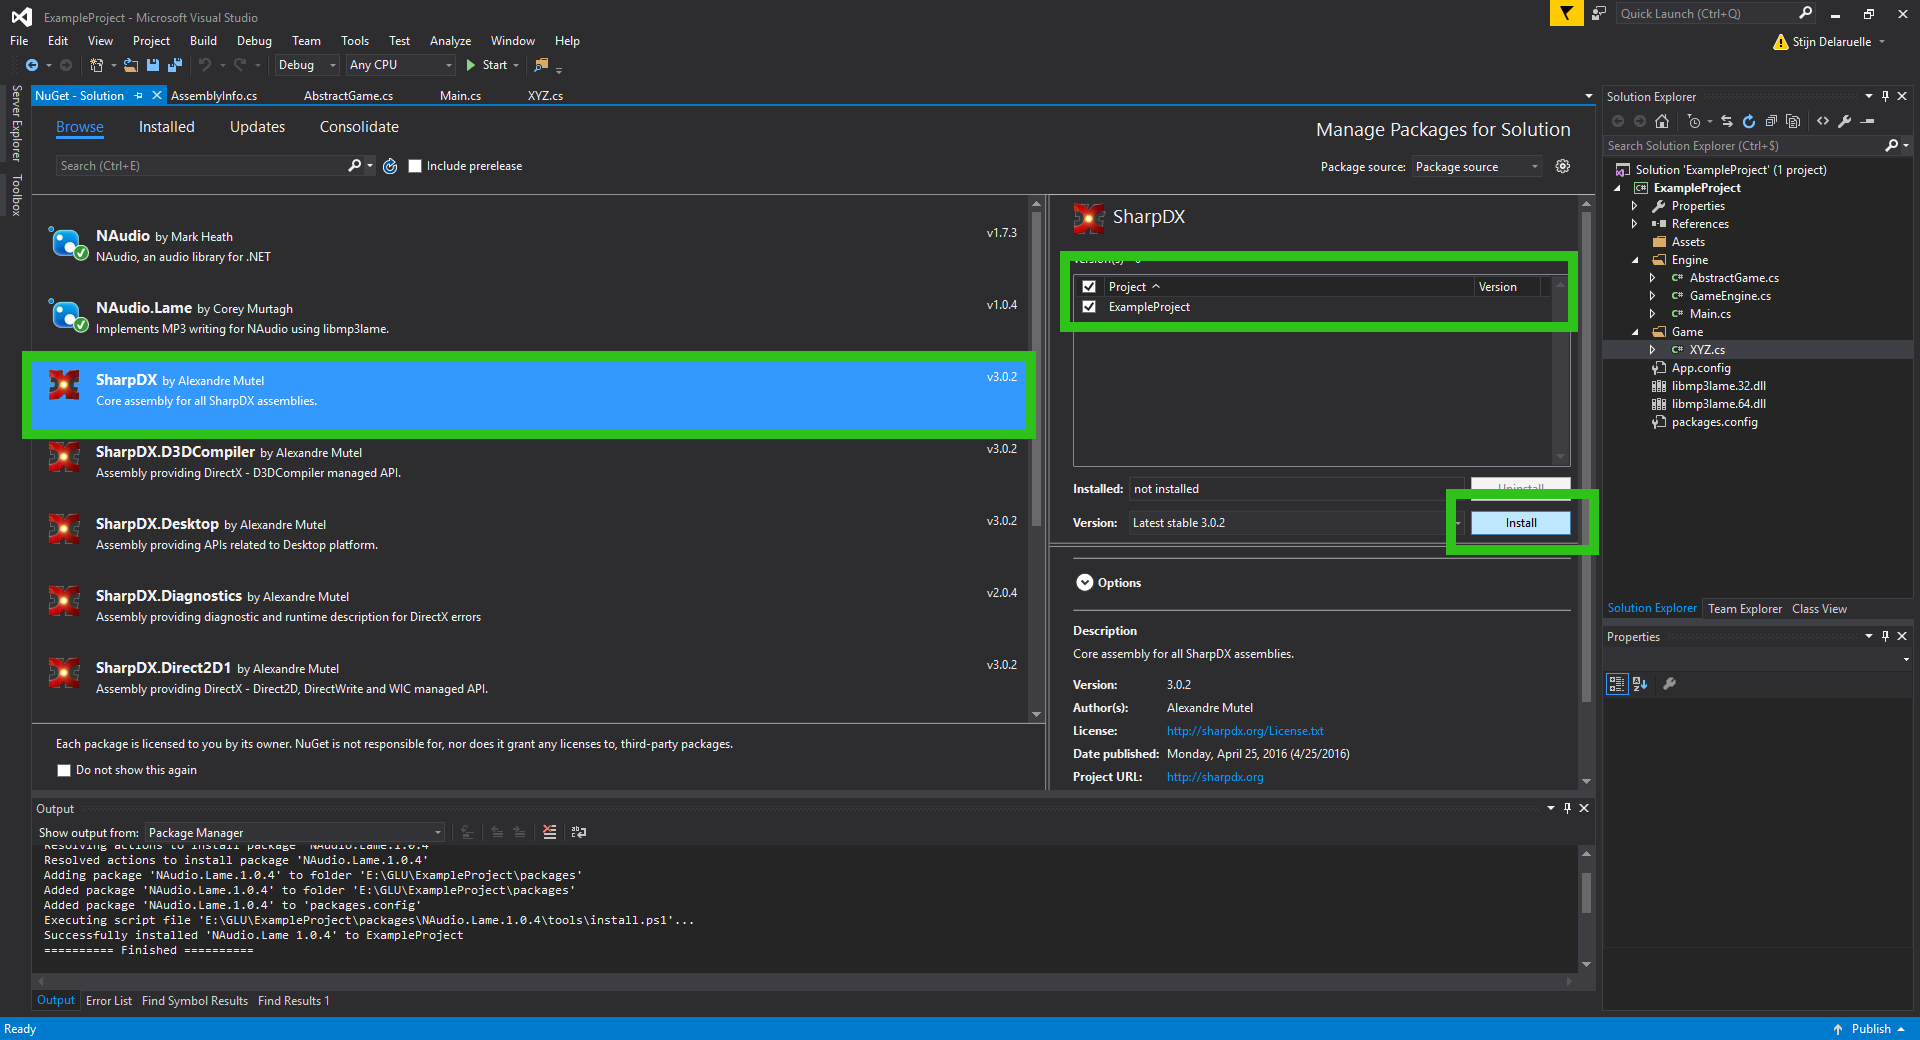 ExampleProject - Microsoft Visual Studio
Quick Launch (Ctrl+Q)
File Edit View Project Build Debug Team Tools Test Analyze Window Help
Stijn Delaruelle
Debug Any CPU Start
Server Explorer
Toolbox
NuGet - Solution AssemblyInfo.cs AbstractGame.cs Main.cs XYZ.cs
Browse Installed Updates Consolidate
Manage Packages for Solution
Search (Ctrl+E) Include prerelease
Package source: Package source
NAudio by Mark Heath v1.7.3
NAudio, an audio library for .NET
NAudio.Lame by Corey Murtagh v1.0.4
Implements MP3 writing for NAudio using libmp3lame.
SharpDX by Alexandre Mutel v3.0.2
Core assembly for all SharpDX assemblies.
SharpDX.D3DCompiler by Alexandre Mutel v3.0.2
Assembly providing DirectX - D3DCompiler managed API.
SharpDX.Desktop by Alexandre Mutel v3.0.2
Assembly providing APIs related to Desktop platform.
SharpDX.Diagnostics by Alexandre Mutel v2.0.4
Assembly providing diagnostic and runtime description for DirectX errors
SharpDX.Direct2D1 by Alexandre Mutel v3.0.2
Assembly providing DirectX - Direct2D, DirectWrite and WIC managed API.
Each package is licensed to you by its owner. NuGet is not responsible for, nor does it grant any licenses to, third-party packages.
Do not show this again
SharpDX
Project Version
ExampleProject
Installed: not installed Uninstall
Version: Latest stable 3.0.2 Install
Options
Description
Core assembly for all SharpDX assemblies.
Version: 3.0.2
Author(s): Alexandre Mutel
License: http://sharpdx.org/License.txt
Date published: Monday, April 25, 2016 (4/25/2016)
Project URL: http://sharpdx.org
Output
Show output from: Package Manager
Resolving actions to install package 'NAudio.Lame.1.0.4'
Resolved actions to install package 'NAudio.Lame.1.0.4'
Adding package 'NAudio.Lame.1.0.4' to folder 'E:\GLU\ExampleProject\packages'
Added package 'NAudio.Lame.1.0.4' to folder 'E:\GLU\ExampleProject\packages'
Added package 'NAudio.Lame.1.0.4' to 'packages.config'
Executing script file 'E:\GLU\ExampleProject\packages\NAudio.Lame.1.0.4\tools\install.ps1'...
Successfully installed 'NAudio.Lame 1.0.4' to ExampleProject
========== Finished ==========
Output Error List Find Symbol Results Find Results 1
Solution Explorer
Search Solution Explorer (Ctrl+$)
Solution 'ExampleProject' (1 project)
C# ExampleProject
Properties
References
Assets
Engine
C# AbstractGame.cs
C# GameEngine.cs
C# Main.cs
Game
C# XYZ.cs
App.config
libmp3lame.32.dll
libmp3lame.64.dll
packages.config
Solution Explorer Team Explorer Class View
Properties
Ready
Publish